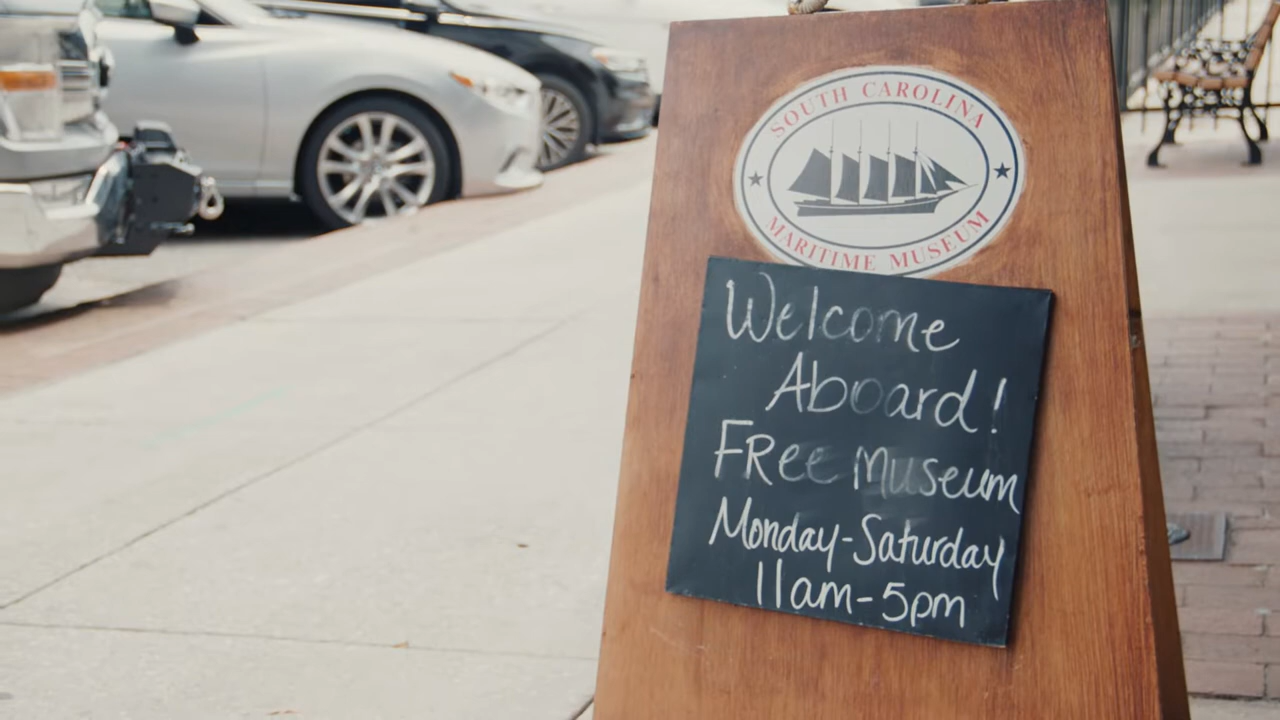 SOUTH CAROLINA
MARITIME MUSEUM
Welcome
Aboard!
FRee Museum
Monday-Saturday
11am-5pm